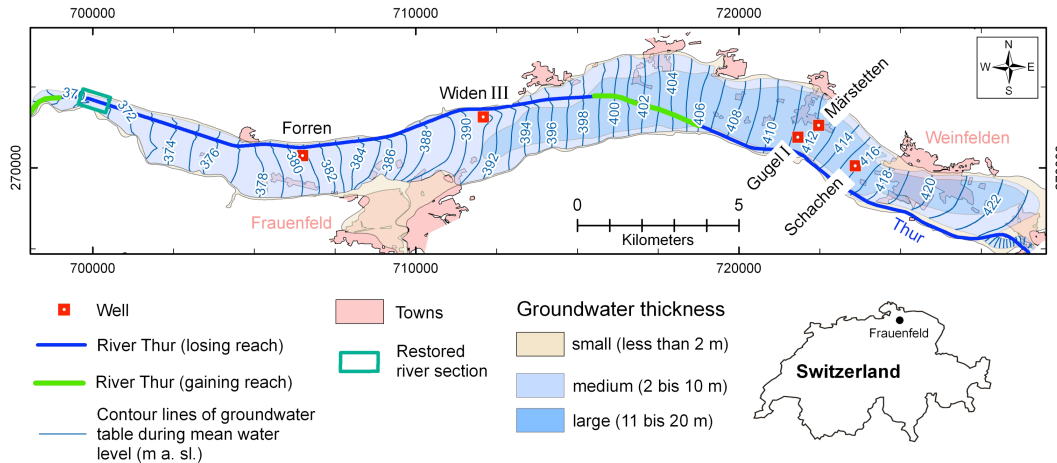 700000
710000
720000
N
W
E
S
372
374
376
378
380
382
384
386
388
390
392
394
396
398
400
402
404
406
408
410
412
414
416
418
420
422
Forren
Widen III
Märstetten
Gugel I
Schachen
Weinfelden
Frauenfeld
Thur
270000
0
5
Kilometers
700000
710000
720000
Well
River Thur (losing reach)
River Thur (gaining reach)
Contour lines of groundwater
table during mean water
level (m a. sl.)
Towns
Restored
river section
Groundwater thickness
small (less than 2 m)
medium (2 bis 10 m)
large (11 bis 20 m)
Frauenfeld
Switzerland